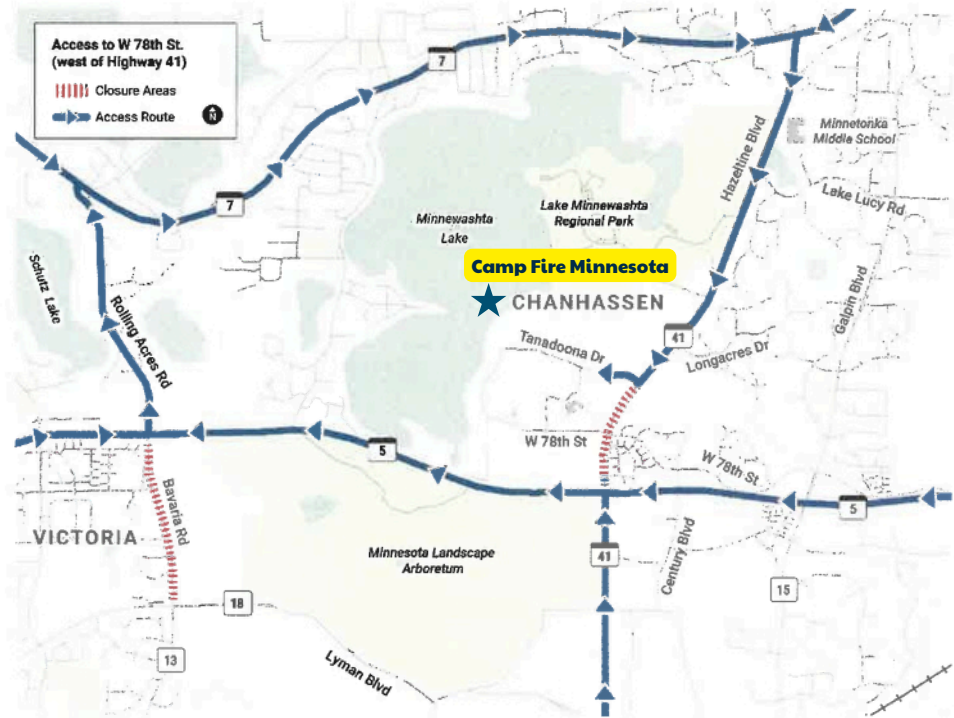 Access to W 78th St.
(west of Highway 41)
Closure Areas
Access Route
N
7
7
Minnetonka
Middle School
Hazeltine Blvd
Lake Lucy Rd
Minnewashta
Lake
Lake Minnewashta
Regional Park
Camp Fire Minnesota
CHANHASSEN
Schutz Lake
Rolling Acres Rd
Galpin Blvd
41
Tanadoona Dr
Longacres Dr
W 78th St
5
W 78th St
5
Bavaria Rd
VICTORIA
Minnesota Landscape
Arboretum
41
Century Blvd
15
18
13
Lyman Blvd